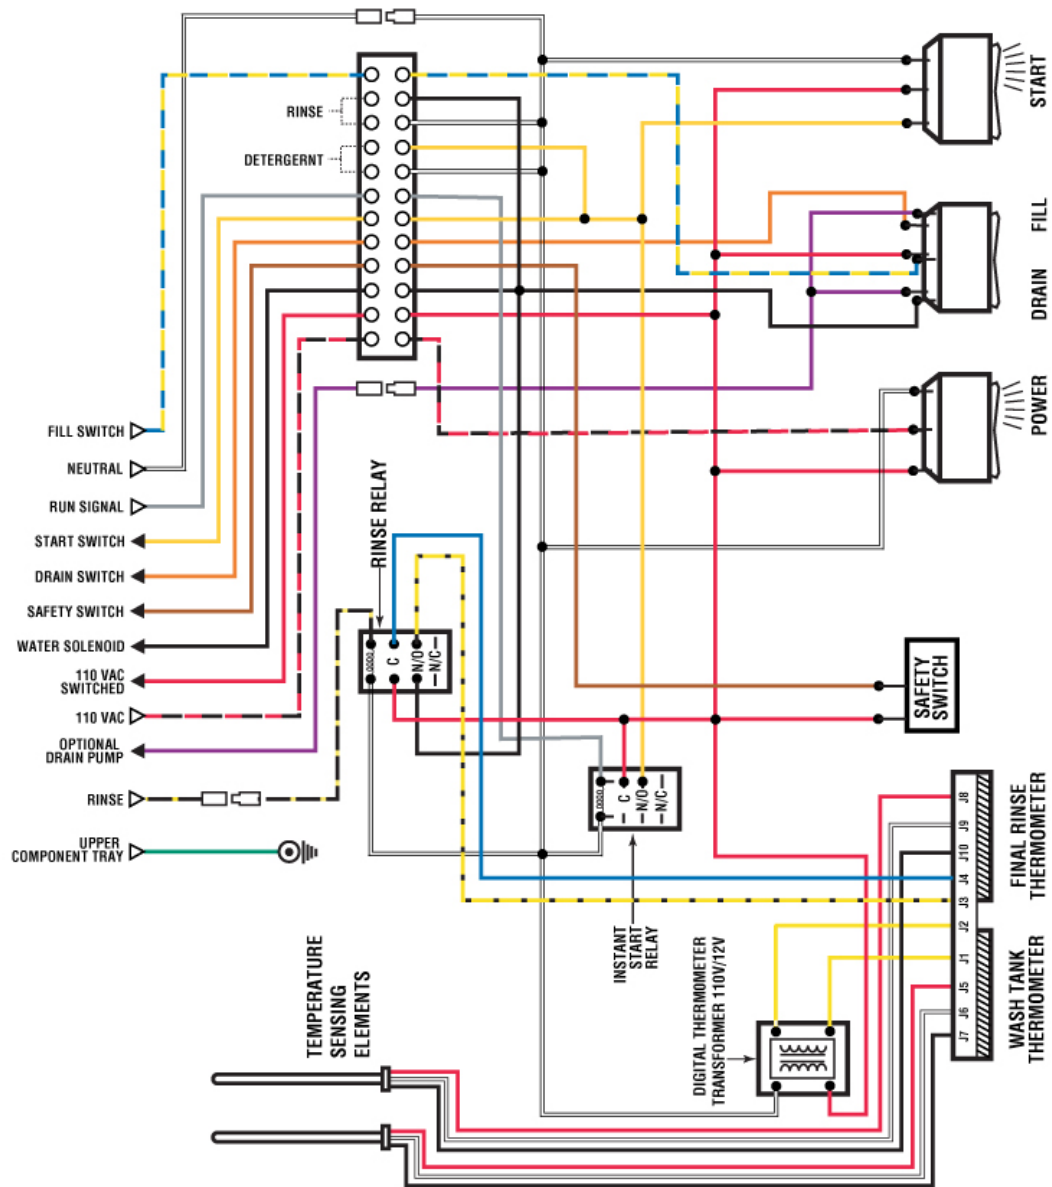 START
FILL
DRAIN
POWER
RINSE
DETERGERNT
FILL SWITCH
NEUTRAL
RUN SIGNAL
START SWITCH
DRAIN SWITCH
SAFETY SWITCH
WATER SOLENOID
110 VAC
SWITCHED
110 VAC
OPTIONAL
DRAIN PUMP
RINSE
UPPER
COMPONENT TRAY
RINSE RELAY
C
N/O
N/C
SAFETY
SWITCH
C
N/O
N/C
INSTANT
START
RELAY
J8
J9
J10
J4
J3
J2
J1
J5
J6
J7
FINAL RINSE
THERMOMETER
WASH TANK
THERMOMETER
DIGITAL THERMOMETER
TRANSFORMER 110V/12V
TEMPERATURE
SENSING
ELEMENTS